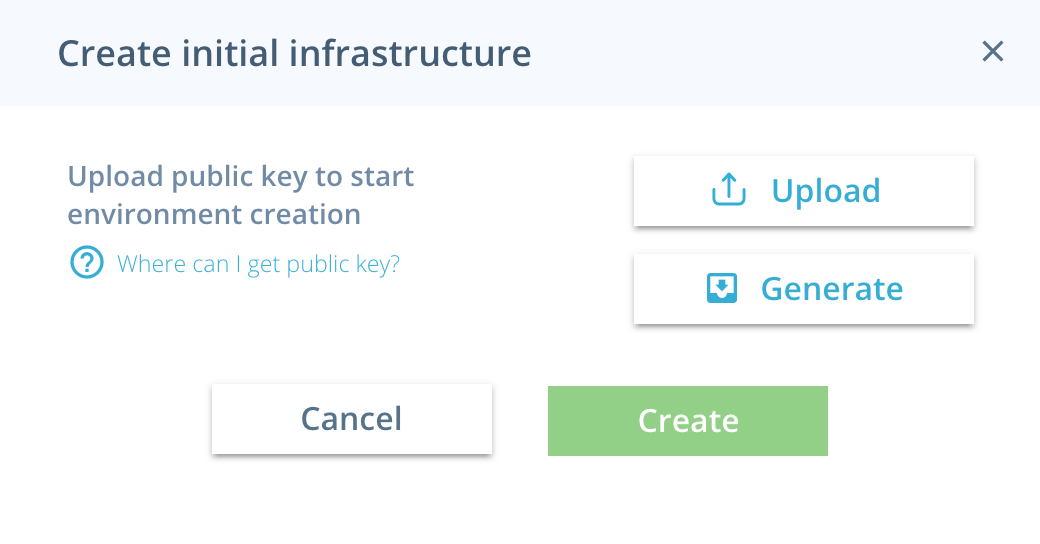 Create initial infrastructure
Upload public key to start
environment creation
Where can I get public key?
Upload
Generate
Cancel
Create